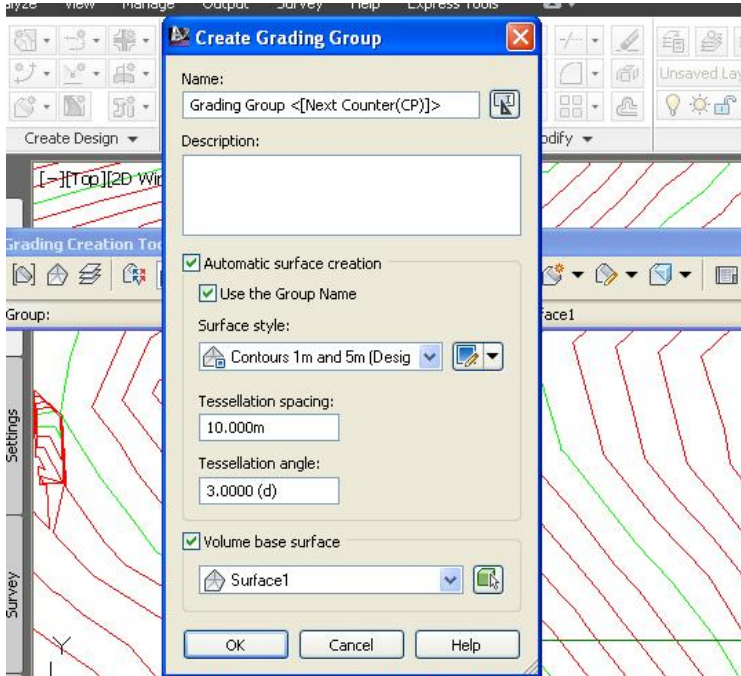 alyze View Manage Output Survey Help Express Tools
Create Grading Group
Name:
Grading Group <[Next Counter(CP)]>
Unsaved Lay
Create Design
Description:
odify
[-][Top][2D Wir
Grading Creation Too
Automatic surface creation
Use the Group Name
Group:
face1
Surface style:
Contours 1m and 5m (Desig
Tessellation spacing:
10.000m
Settings
Tessellation angle:
3.0000 (d)
Volume base surface
Surface1
Survey
Y
OK Cancel Help